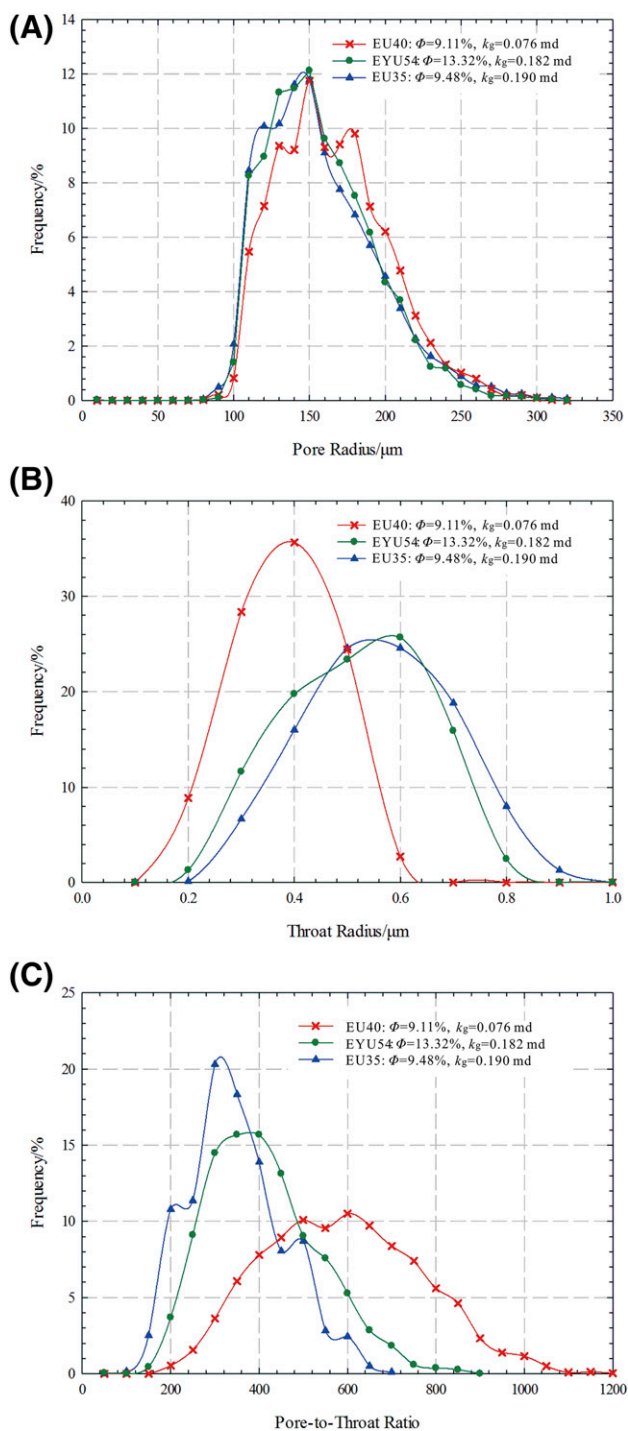 (A)
14
12
10
8
6
4
2
0
Frequency/%
EU40: Φ=9.11%, kg=0.076 md
EYU54: Φ=13.32%, kg=0.182 md
EU35: Φ=9.48%, kg=0.190 md
0 50 100 150 200 250 300 350
Pore Radius/μm
(B)
40
30
20
10
0
Frequency/%
EU40: Φ=9.11%, kg=0.076 md
EYU54: Φ=13.32%, kg=0.182 md
EU35: Φ=9.48%, kg=0.190 md
0.0 0.2 0.4 0.6 0.8 1.0
Throat Radius/μm
(C)
25
20
15
10
5
0
Frequency/%
EU40: Φ=9.11%, kg=0.076 md
EYU54: Φ=13.32%, kg=0.182 md
EU35: Φ=9.48%, kg=0.190 md
200 400 600 800 1000 1200
Pore-to-Throat Ratio